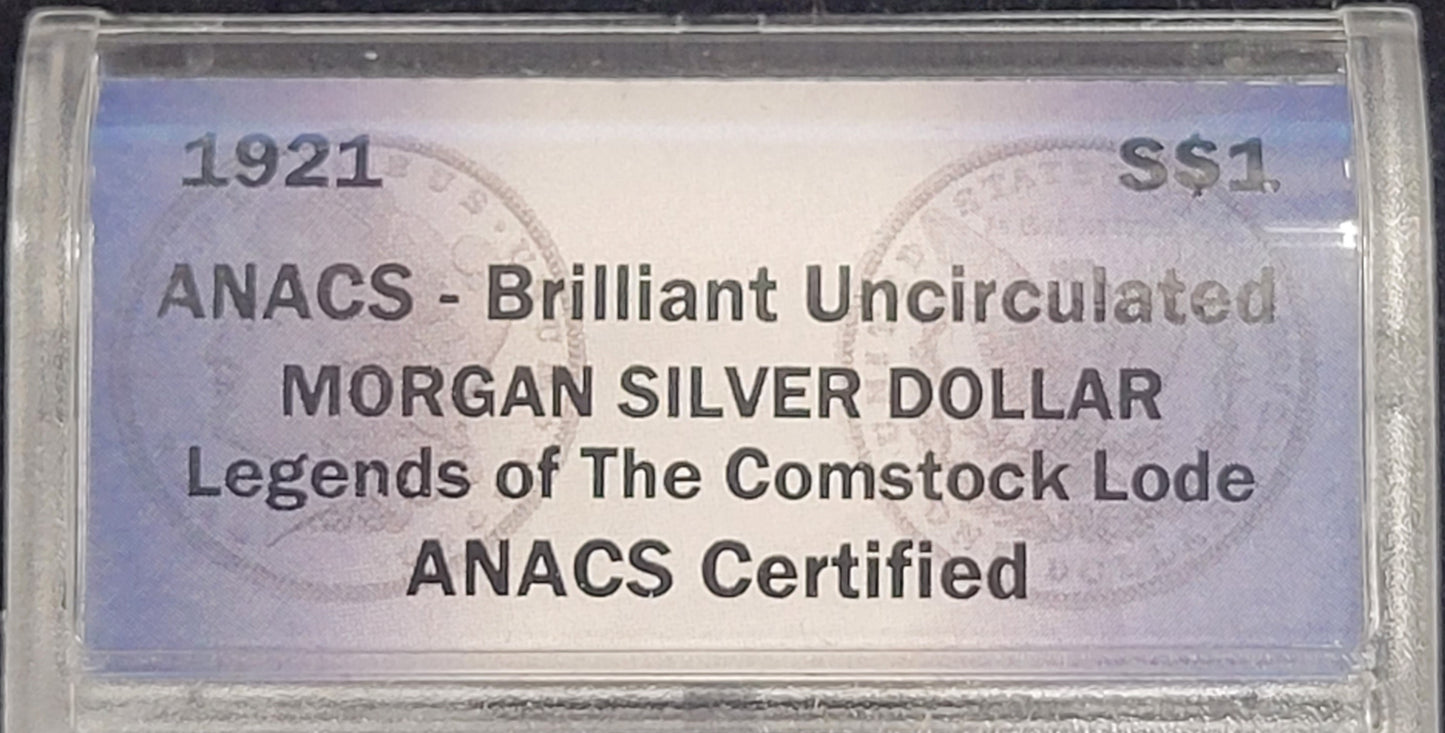 1921 S$1
ANACS - Brilliant Uncirculated
MORGAN SILVER DOLLAR
Legends of The Comstock Lode
ANACS Certified